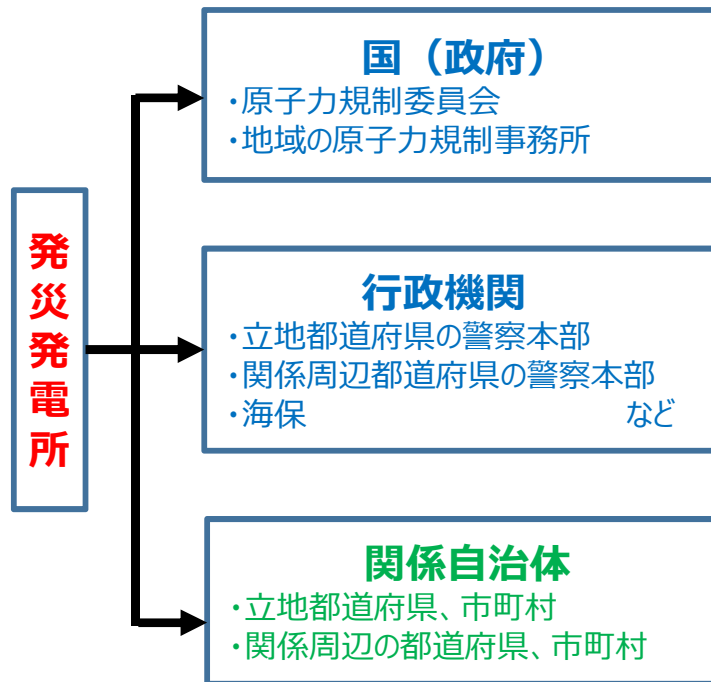 発災発電所
国（政府）
・原子力規制委員会
・地域の原子力規制事務所
行政機関
・立地都道府県の警察本部
・関係周辺都道府県の警察本部
・海保 など
関係自治体
・立地都道府県、市町村
・関係周辺の都道府県、市町村